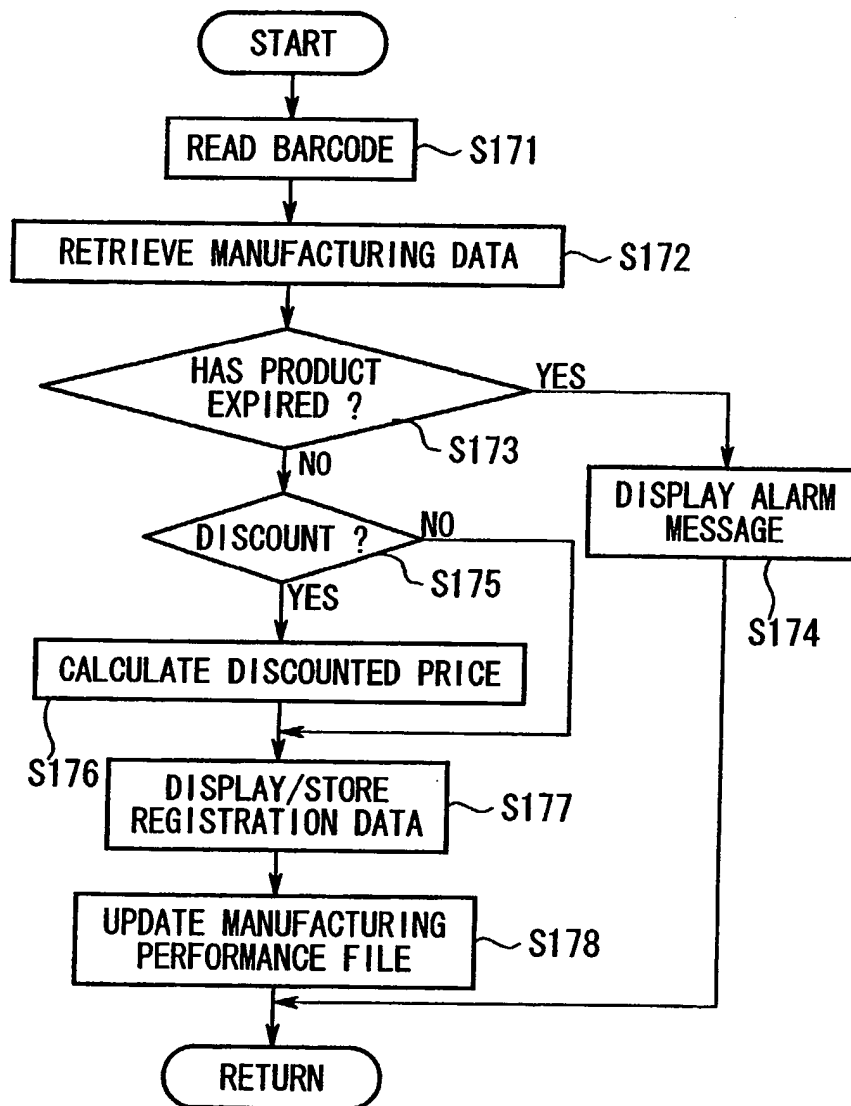 START
READ BARCODE
S171
RETRIEVE MANUFACTURING DATA
S172
HAS PRODUCT
EXPIRED ?
YES
S173
NO
DISPLAY ALARM
MESSAGE
S174
DISCOUNT ?
NO
S175
YES
CALCULATE DISCOUNTED PRICE
S176
DISPLAY/STORE
REGISTRATION DATA
S177
UPDATE MANUFACTURING
PERFORMANCE FILE
S178
RETURN